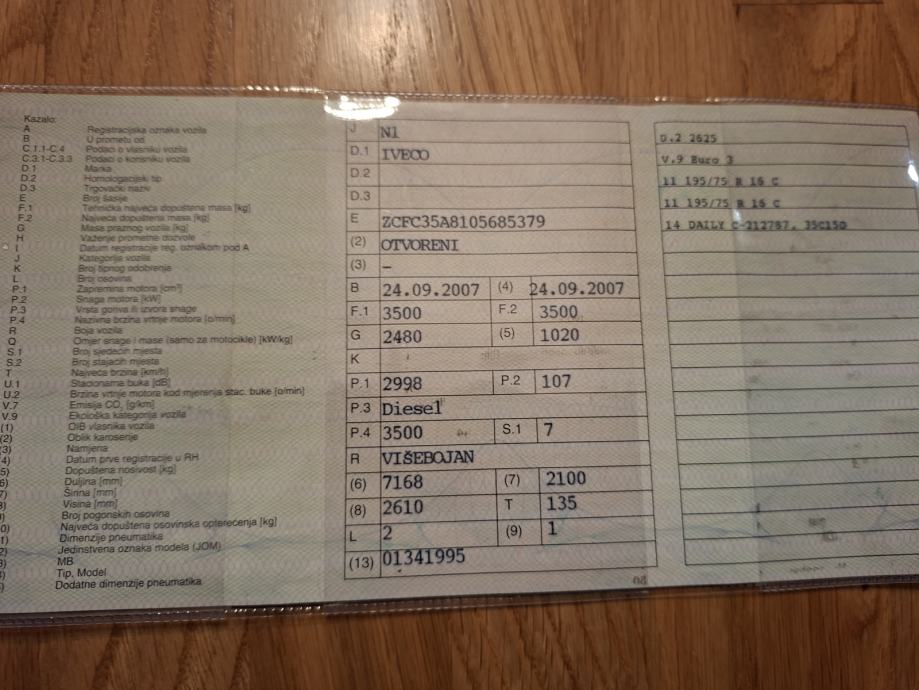 Kazalo:
A Registracijska oznaka vozila
B U prometu od
C.1.1-C.4 Podaci o vlasniku vozila
C.3.1-C.3.3 Podaci o korisniku vozila
D.1 Marka
D.2 Homologacijski tip
D.3 Trgovački naziv
E Broj šasije
F.1 Tehnička najveća dopuštena masa [kg]
F.2 Najveća dopuštena masa [kg]
G Masa praznog vozila [kg]
H Važenje prometne dozvole
I Datum registracije reg. oznakom pod A
J Kategorija vozila
K Broj tipnog odobrenja
L Broj osovina
P.1 Zapremina motora [cm³]
P.2 Snaga motora [kW]
P.3 Vrsta goriva ili izvora snage
P.4 Nazivna brzina vrtnje motora [o/min]
R Boja vozila
Q Omjer snage i mase (samo za motocikle) [kW/kg]
S.1 Broj sjedećih mjesta
S.2 Broj stajaćih mjesta
T Najveća brzina [km/h]
U.1 Stacionarna buka [dB]
U.2 Brzina vrtnje motora kod mjerenja stac. buke [o/min]
V.7 Emisija CO₂ [g/km]
V.9 Ekološka kategorija vozila
(1) OIB vlasnika vozila
(2) Oblik karoserije
(3) Namjena
4) Datum prve registracije u RH
5) Dopuštena nosivost [kg]
6) Duljina [mm]
7) Širina [mm]
) Visina [mm]
) Broj pogonskih osovina
0) Najveća dopuštena osovinska opterećenja [kg]
1) Dimenzije pneumatika
2) Jedinstvena oznaka modela (JOM)
) MB
) Tip, Model
) Dodatne dimenzije pneumatika
J N1
D.1 IVECO
D.2
D.3
E ZCFC35A8105685379
(2) OTVORENI
(3) –
B 24.09.2007 (4) 24.09.2007
F.1 3500 F.2 3500
G 2480 (5) 1020
K
P.1 2998 P.2 107
P.3 Diesel
P.4 3500 S.1 7
R VIŠEBOJAN
(6) 7168 (7) 2100
(8) 2610 T 135
L 2 (9) 1
(13) 01341995
D.2 2625
V.9 Euro 3
11 195/75 R 16 C
11 195/75 R 16 C
14 DAILY C-212787, 35C15D